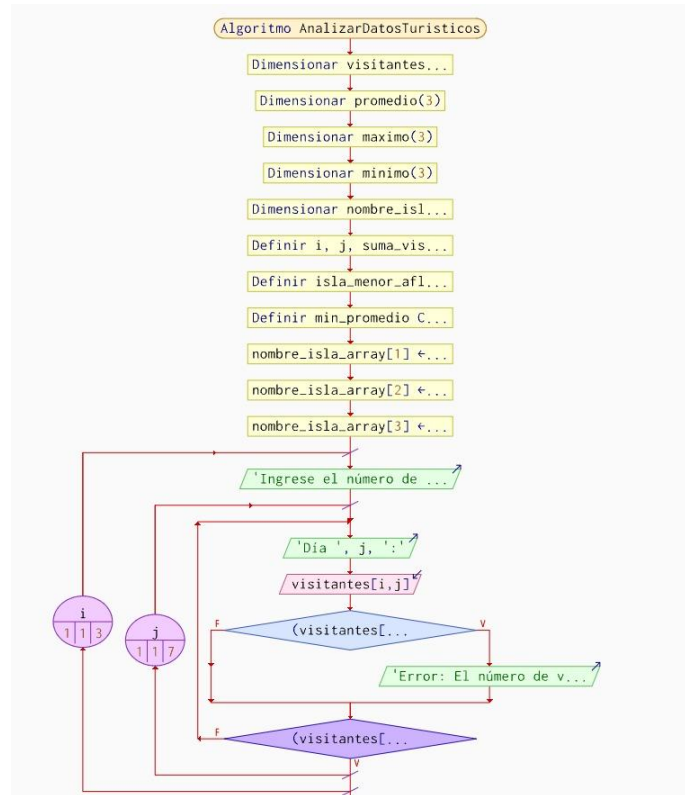 Algoritmo AnalizarDatosTuristicos
Dimensionar visitantes...
Dimensionar promedio(3)
Dimensionar maximo(3)
Dimensionar minimo(3)
Dimensionar nombre_isl...
Definir i, j, suma_vis...
Definir isla_menor_afl...
Definir min_promedio C...
nombre_isla_array[1] ←...
nombre_isla_array[2] ←...
nombre_isla_array[3] ←...
'Ingrese el número de ...
'Día ', j, ':'
visitantes[i,j]
i
1 1 3
j
1 1 7
F
(visitantes[...
V
'Error: El número de v...
F
(visitantes[...
V